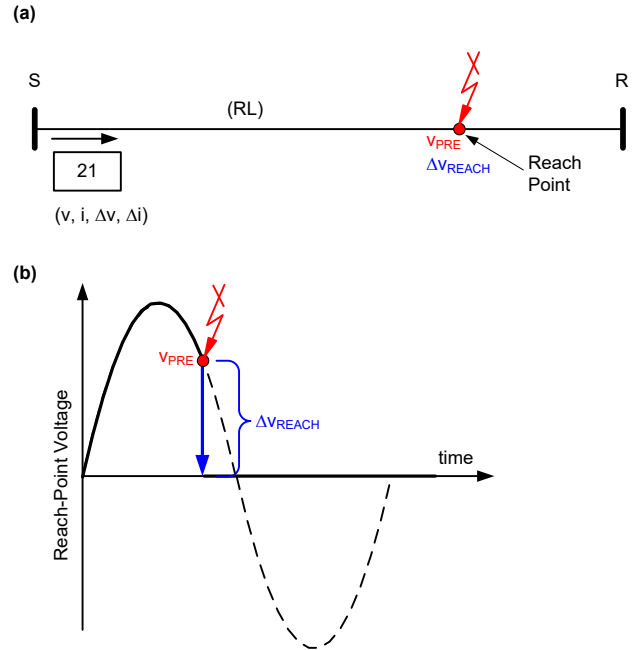 (a)
S
R
(RL)
21
(v, i, Δv, Δi)
vPRE
ΔvREACH
Reach
Point
(b)
vPRE
ΔvREACH
time
Reach-Point Voltage